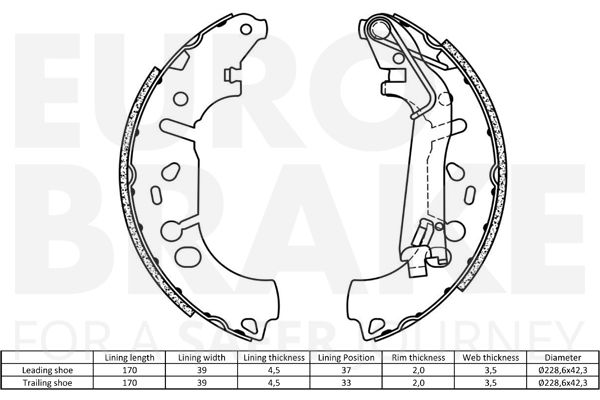 EURO
BRAKE
FOR A SAFER JOURNEY
Lining length Lining width Lining thickness Lining Position Rim thickness Web thickness Diameter
Leading shoe 170 39 4,5 37 2,0 3,5 Ø228,6x42,3
Trailing shoe 170 39 4,5 33 2,0 3,5 Ø228,6x42,3